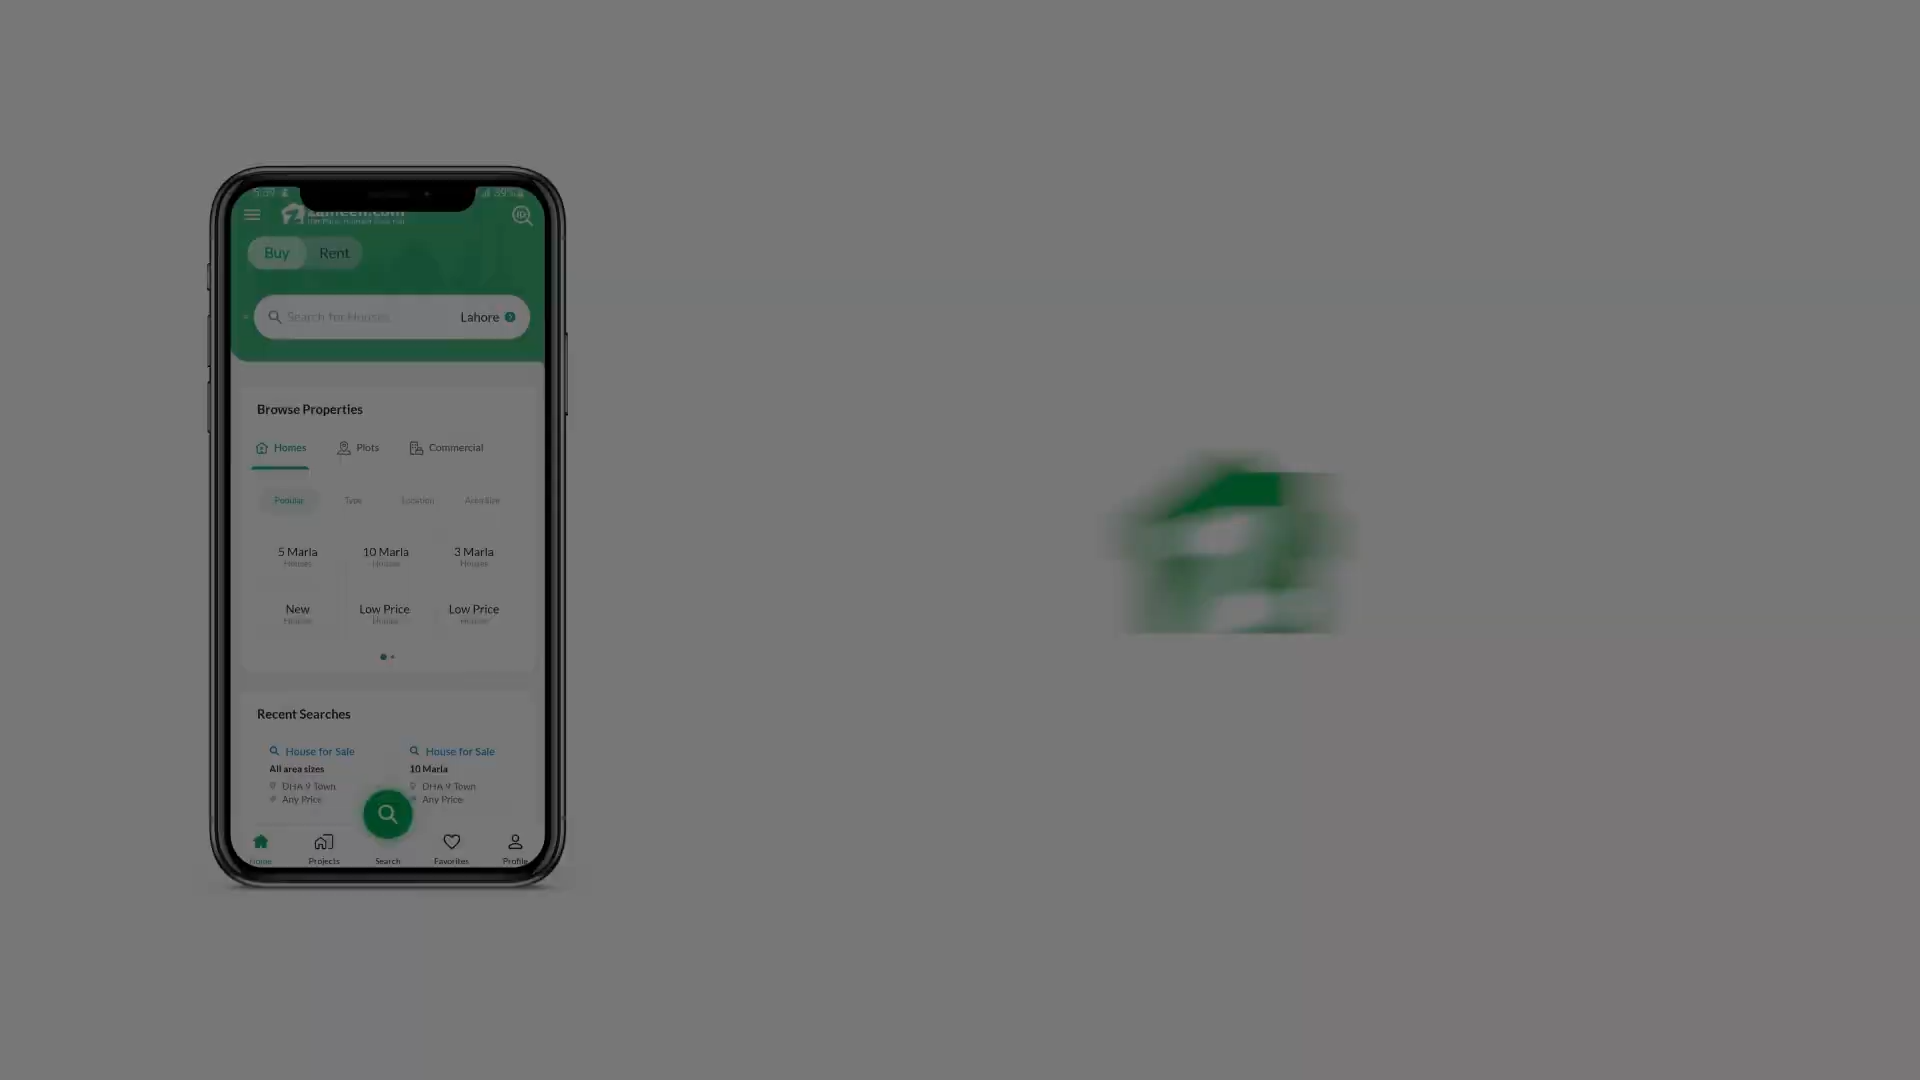 zameen.com
Buy Rent
Search for Houses Lahore
Browse Properties
Homes Plots Commercial
Popular Type Location Area Size
5 Marla 10 Marla 3 Marla
Houses Houses Houses
New Low Price Low Price
Houses Houses Houses
Recent Searches
House for Sale House for Sale
All area sizes 10 Marla
DHA 9 Town DHA 9 Town
Any Price Any Price
Home Projects Search Favorites Profile